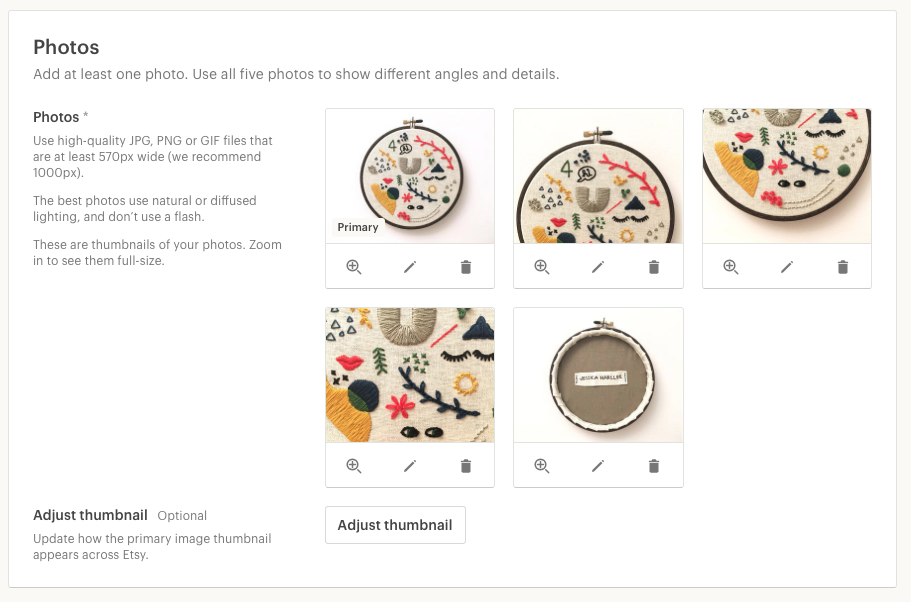 Photos
Add at least one photo. Use all five photos to show different angles and details.
Photos *
Use high-quality JPG, PNG or GIF files that
are at least 570px wide (we recommend
1000px).
The best photos use natural or diffused
lighting, and don’t use a flash.
These are thumbnails of your photos. Zoom
in to see them full-size.
Primary
Adjust thumbnail Optional
Update how the primary image thumbnail
appears across Etsy.
Adjust thumbnail